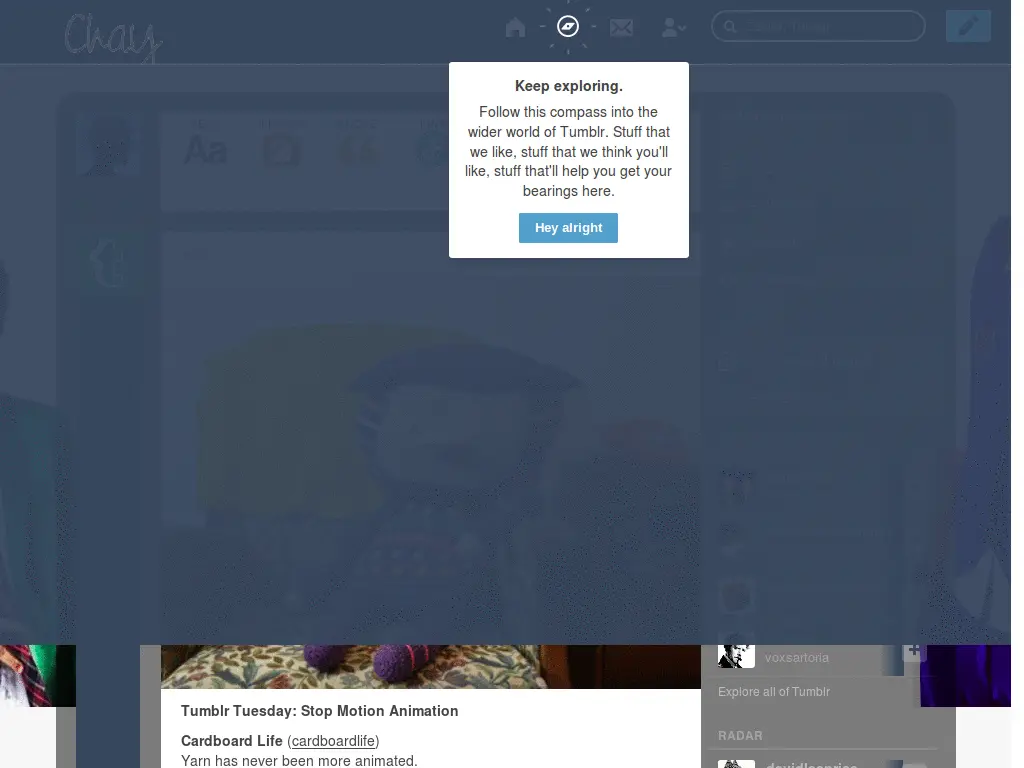 Chay
Keep exploring.
Follow this compass into the
wider world of Tumblr. Stuff that
we like, stuff that we think you'll
like, stuff that'll help you get your
bearings here.
Hey alright
Aa
voxsartoria
Explore all of Tumblr
Tumblr Tuesday: Stop Motion Animation
RADAR
Cardboard Life (cardboardlife)
Yarn has never been more animated.